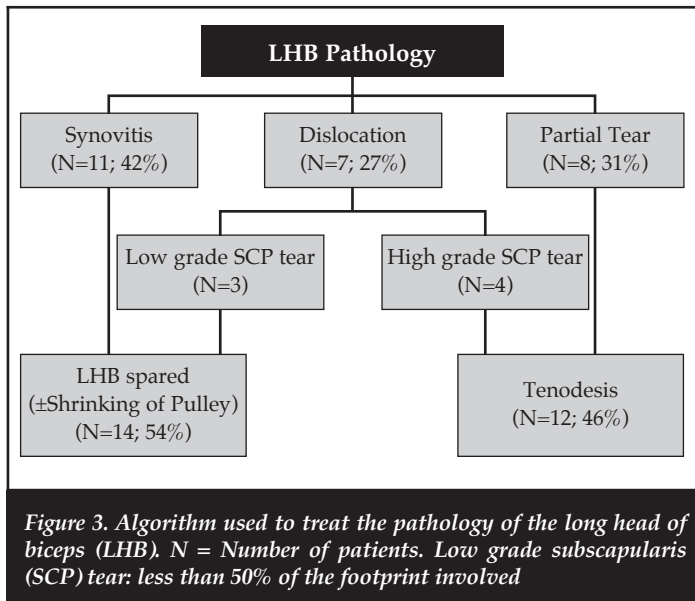 LHB Pathology
Synovitis
(N=11; 42%)
Dislocation
(N=7; 27%)
Partial Tear
(N=8; 31%)
Low grade SCP tear
(N=3)
High grade SCP tear
(N=4)
LHB spared
(±Shrinking of Pulley)
(N=14; 54%)
Tenodesis
(N=12; 46%)
Figure 3. Algorithm used to treat the pathology of the long head of
biceps (LHB). N = Number of patients. Low grade subscapularis
(SCP) tear: less than 50% of the footprint involved